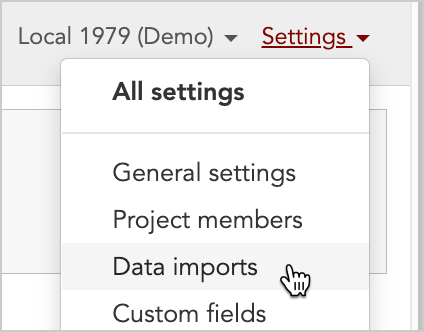 Local 1979 (Demo) Settings
All settings
General settings
Project members
Data imports
Custom fields